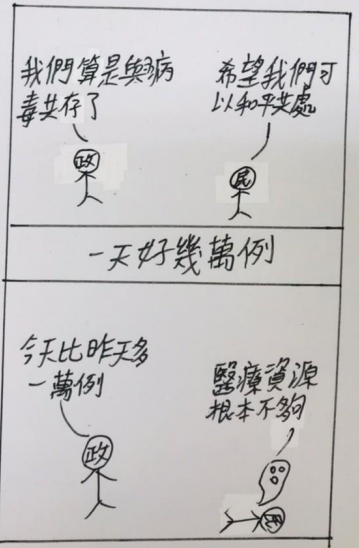 我們算是與病
毒共存了
希望我們可
以和平共處
政
民
一天好幾萬例
今天比昨天多
一萬例
醫療資源
根本不夠
政